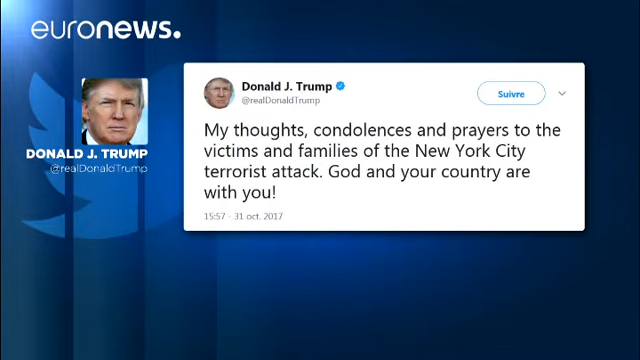 euronews.
DONALD J. TRUMP
@realDonaldTrump
Donald J. Trump
@realDonaldTrump
Suivre
My thoughts, condolences and prayers to the
victims and families of the New York City
terrorist attack. God and your country are
with you!
15:57 - 31 oct. 2017